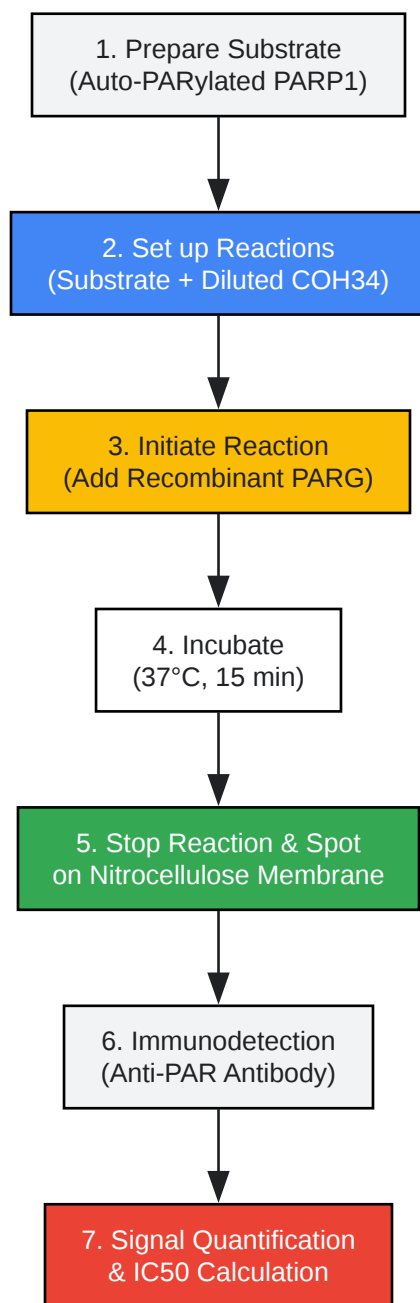 1. Prepare Substrate
(Auto-PARylated PARP1)
2. Set up Reactions
(Substrate + Diluted COH34)
3. Initiate Reaction
(Add Recombinant PARG)
4. Incubate
(37°C, 15 min)
5. Stop Reaction & Spot
on Nitrocellulose Membrane
6. Immunodetection
(Anti-PAR Antibody)
7. Signal Quantification
& IC50 Calculation